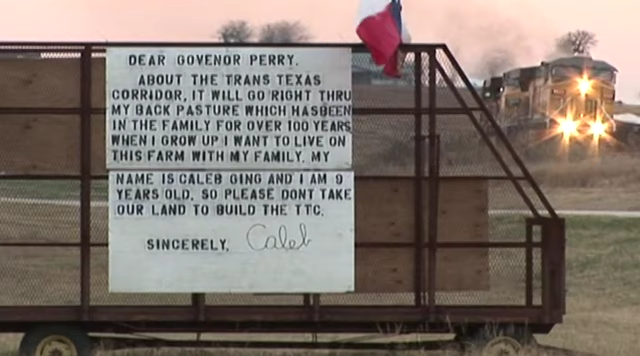 DEAR GOVENOR PERRY.
ABOUT THE TRANS TEXAS
CORRIDOR, IT WILL GO RIGHT THRU
MY BACK PASTURE WHICH HASBEEN
IN THE FAMILY FOR OVER 100 YEARS
WHEN I GROW UP I WANT TO LIVE ON
THIS FARM WITH MY FAMILY. MY
NAME IS CALEB GING AND I AM 9
YEARS OLD. SO PLEASE DONT TAKE
OUR LAND TO BUILD THE TTC.
SINCERELY, Caleb